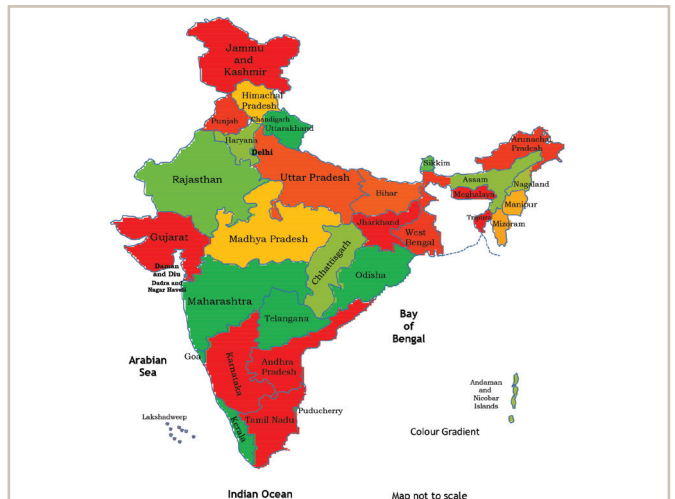 Jammu
and
Kashmir
Himachal
Pradesh
Punjab
Chandigarh
Uttarakhand
Haryana
Delhi
Arunachal
Pradesh
Sikkim
Rajasthan
Uttar Pradesh
Assam
Nagaland
Bihar
Meghalaya
Manipur
Tripura
Mizoram
Jharkhand
West
Bengal
Gujarat
Madhya Pradesh
Chhattisgarh
Daman
and Diu
Dadra and
Nagar Haveli
Odisha
Maharashtra
Telangana
Bay
of
Bengal
Arabian
Sea
Goa
Karnataka
Andhra
Pradesh
Andaman
and
Nicobar
Islands
Lakshadweep
Kerala
Tamil Nadu
Puducherry
Colour Gradient
Indian Ocean
Map not to scale